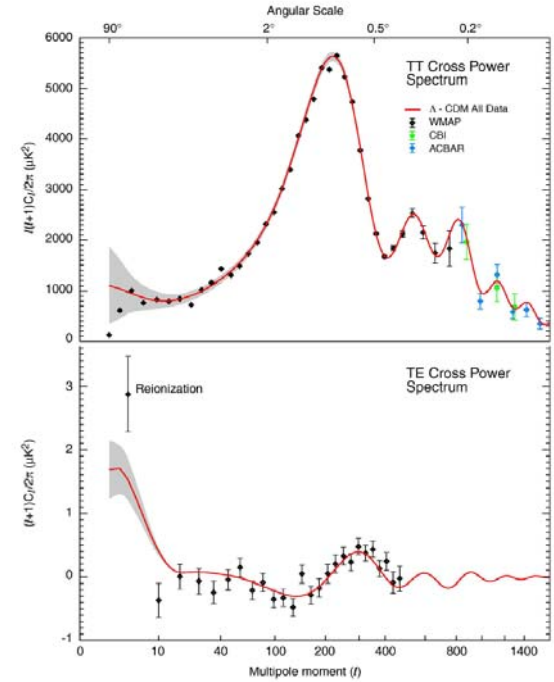 Angular Scale
90° 2° 0.5° 0.2°
6000
TT Cross Power
Spectrum
Λ - CDM All Data
WMAP
CBI
ACBAR
5000
4000
3000
2000
1000
0
l(l+1)Cₗ/2π (μK²)
TE Cross Power
Spectrum
Reionization
3
2
1
0
-1
(l+1)Cₗ/2π (μK²)
0 10 40 100 200 400 800 1400
Multipole moment (l)